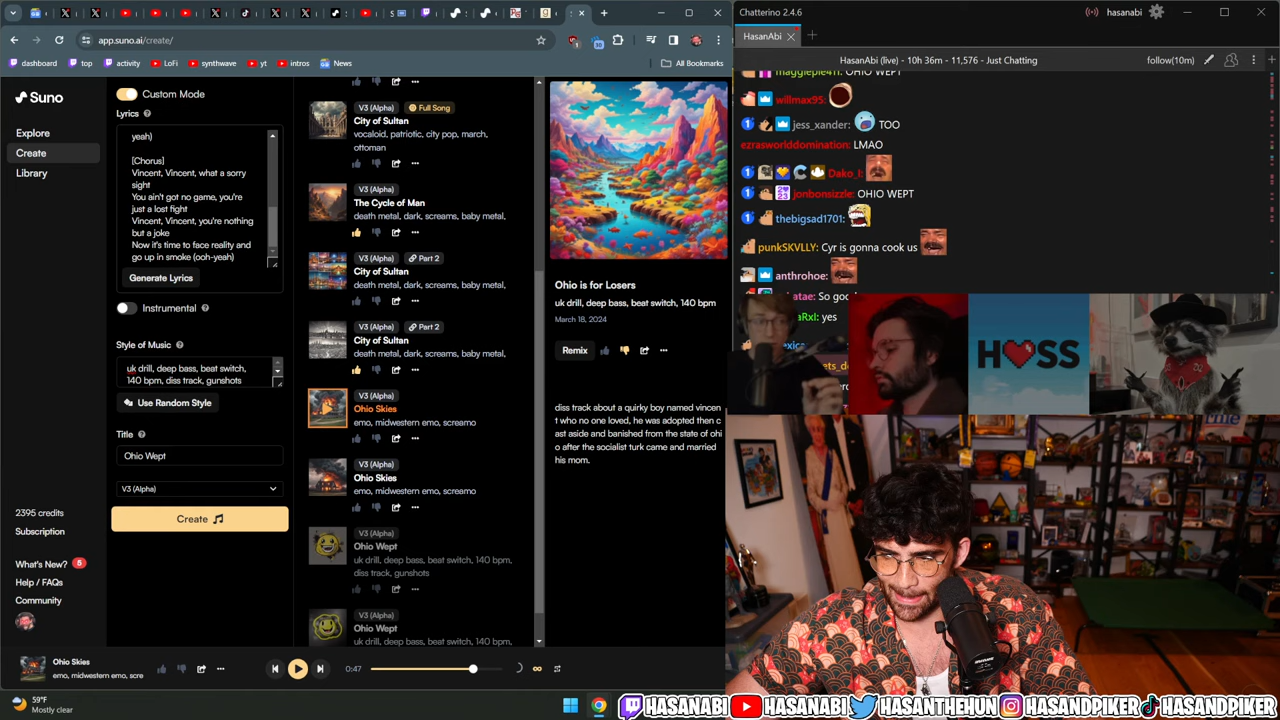 app.suno.ai/create/
dashboard
top
activity
LoFi
synthwave
yt
intros
News
All Bookmarks
Suno
Explore
Create
Library
2395 credits
Subscription
What's New?
5
Help / FAQs
Community
Custom Mode
Lyrics
yeah)
[Chorus]
Vincent, Vincent, what a sorry
sight
You ain't got no game, you're
just a lost fight
Vincent, Vincent, you're nothing
but a joke
Now it's time to face reality and
go up in smoke (ooh-yeah)
Generate Lyrics
Instrumental
Style of Music
uk drill, deep bass, beat switch,
140 bpm, diss track, gunshots
Use Random Style
Title
Ohio Wept
V3 (Alpha)
Create
V3 (Alpha)
Full Song
City of Sultan
vocaloid, patriotic, city pop, march,
ottoman
V3 (Alpha)
The Cycle of Man
death metal, dark, screams, baby metal,
V3 (Alpha)
Part 2
City of Sultan
death metal, dark, screams, baby metal,
V3 (Alpha)
Part 2
City of Sultan
death metal, dark, screams, baby metal,
V3 (Alpha)
Ohio Skies
emo, midwestern emo, screamo
V3 (Alpha)
Ohio Skies
emo, midwestern emo, screamo
V3 (Alpha)
Ohio Wept
uk drill, deep bass, beat switch, 140 bpm,
diss track, gunshots
V3 (Alpha)
Ohio Wept
uk drill, deep bass, beat switch, 140 bpm,
Ohio is for Losers
uk drill, deep bass, beat switch, 140 bpm
March 18, 2024
Remix
diss track about a quirky boy named vincen
t who no one loved, he was adopted then c
ast aside and banished from the state of ohi
o after the socialist turk came and married
his mom.
Ohio Skies
emo, midwestern emo, scre
0:47
59°F
Mostly clear
Chatterino 2.4.6
hasanabi
HasanAbi
HasanAbi (live) - 10h 36m - 11,576 - Just Chatting
follow(10m)
OHIO WEPT
willmax95:
jess_xander: TOO
ezrasworlddomination: LMAO
Dako_I:
jonbonsizzle: OHIO WEPT
thebigsad1701:
punkSKVLLY: Cyr is gonna cook us
anthrohoe:
atae: So good
aRxl: yes
H SS
HASANABI
HASANABI
HASANTHEHUN
HASANDPIKER
HASANDPIKER